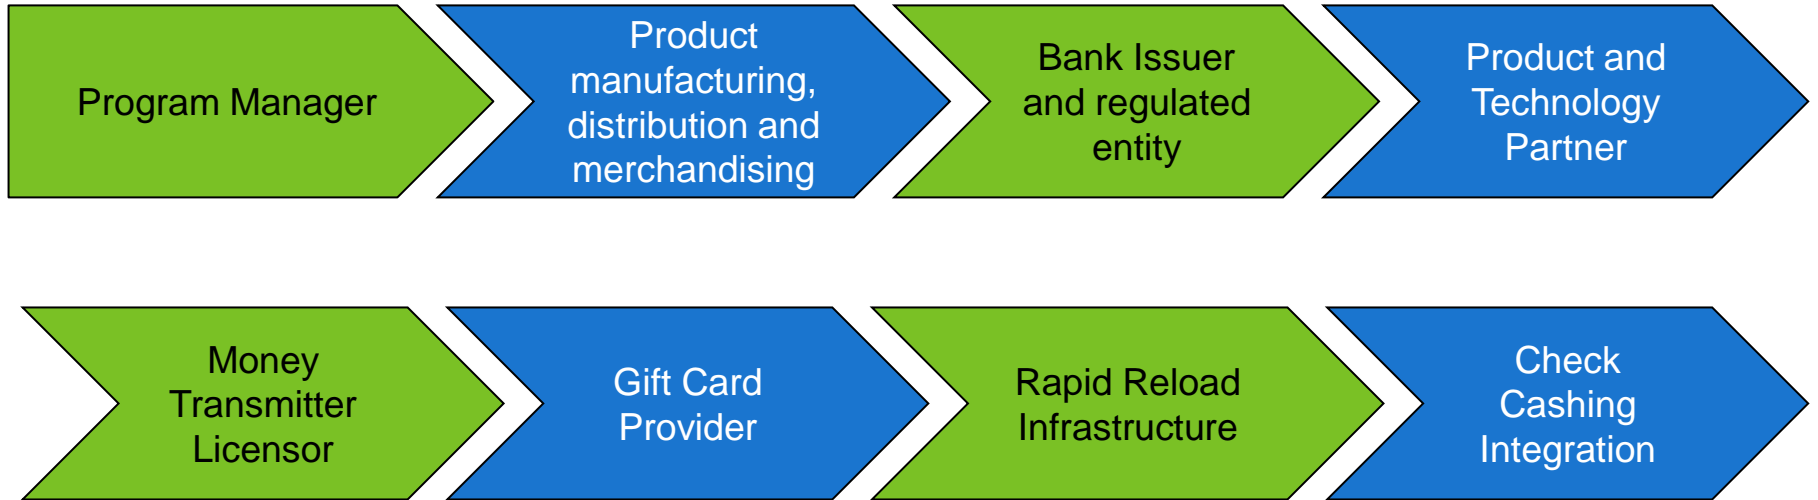 Program Manager
Product
manufacturing,
distribution and
merchandising
Bank Issuer
and regulated
entity
Product and
Technology
Partner
Money
Transmitter
Licensor
Gift Card
Provider
Rapid Reload
Infrastructure
Check
Cashing
Integration